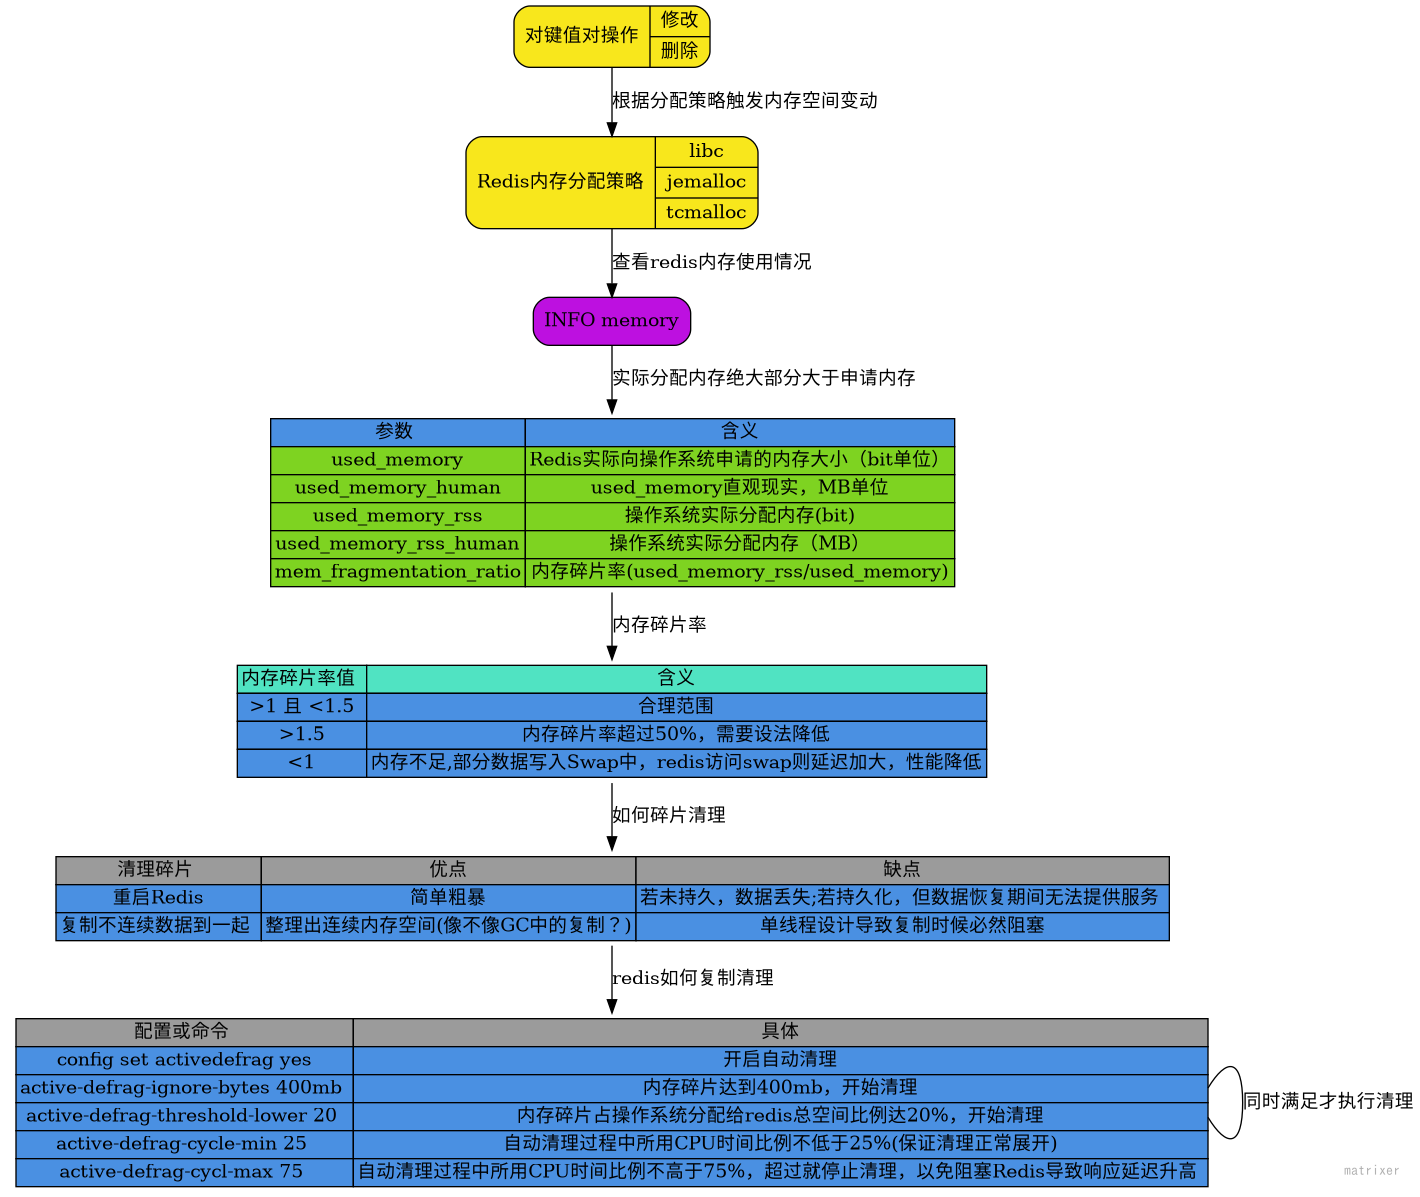 对键值对操作
修改
删除
根据分配策略触发内存空间变动
Redis内存分配策略
libc
jemalloc
tcmalloc
查看redis内存使用情况
INFO memory
实际分配内存绝大部分大于申请内存
参数 含义
used_memory Redis实际向操作系统申请的内存大小（bit单位）
used_memory_human used_memory直观现实，MB单位
used_memory_rss 操作系统实际分配内存(bit)
used_memory_rss_human 操作系统实际分配内存（MB）
mem_fragmentation_ratio 内存碎片率(used_memory_rss/used_memory)
内存碎片率
内存碎片率值 含义
>1 且 <1.5 合理范围
>1.5 内存碎片率超过50%，需要设法降低
<1 内存不足,部分数据写入Swap中，redis访问swap则延迟加大，性能降低
如何碎片清理
清理碎片 优点 缺点
重启Redis 简单粗暴 若未持久，数据丢失;若持久化，但数据恢复期间无法提供服务
复制不连续数据到一起 整理出连续内存空间(像不像GC中的复制？) 单线程设计导致复制时候必然阻塞
redis如何复制清理
配置或命令 具体
config set activedefrag yes 开启自动清理
active-defrag-ignore-bytes 400mb 内存碎片达到400mb，开始清理
active-defrag-threshold-lower 20 内存碎片占操作系统分配给redis总空间比例达20%，开始清理
同时满足才执行清理
active-defrag-cycle-min 25 自动清理过程中所用CPU时间比例不低于25%(保证清理正常展开)
active-defrag-cycl-max 75 自动清理过程中所用CPU时间比例不高于75%，超过就停止清理，以免阻塞Redis导致响应延迟升高
matrixer